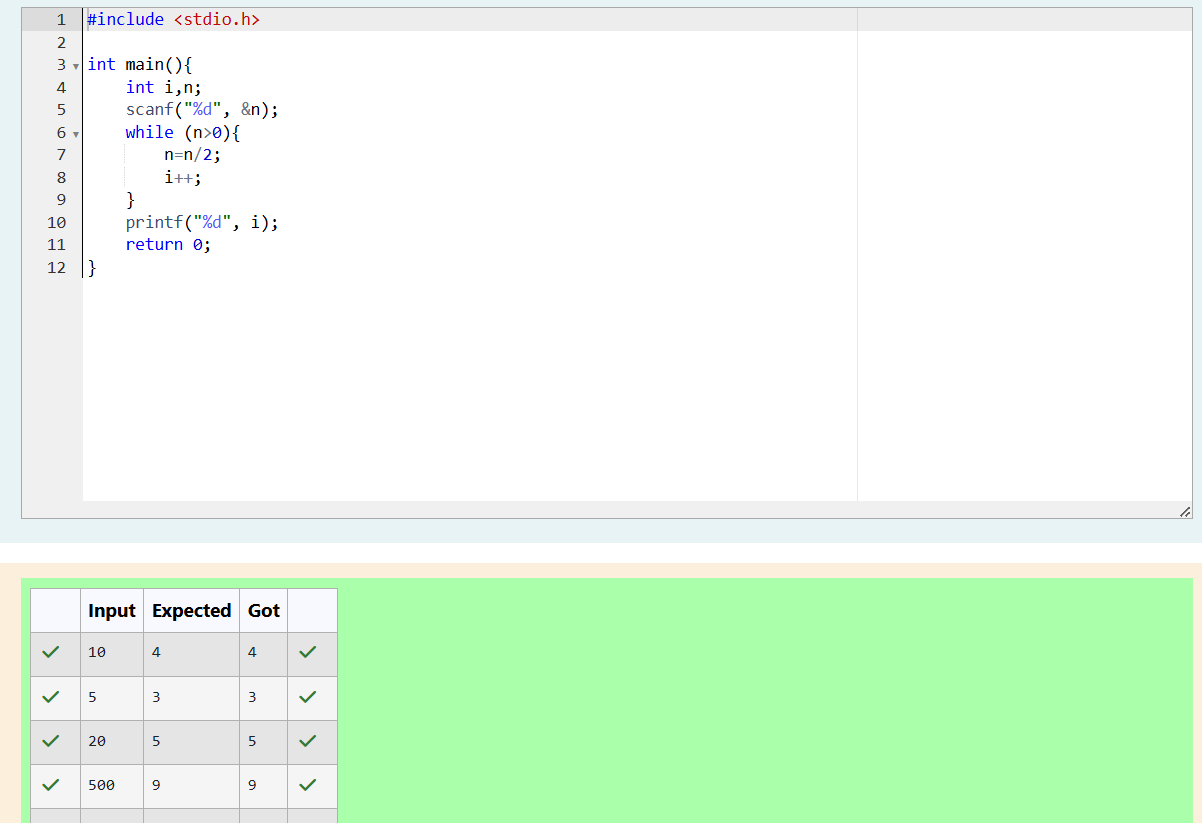 1 #include <stdio.h>
2
3 int main(){
4 int i,n;
5 scanf("%d", &n);
6 while (n>0){
7 n=n/2;
8 i++;
9 }
10 printf("%d", i);
11 return 0;
12 }
Input Expected Got
10 4 4
5 3 3
20 5 5
500 9 9